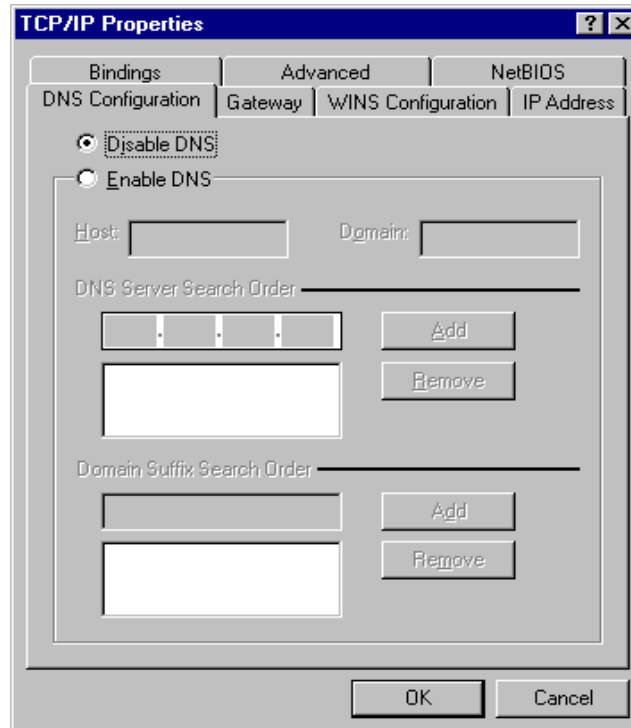 TCP/IP Properties
Bindings Advanced NetBIOS
DNS Configuration Gateway WINS Configuration IP Address
Disable DNS
Enable DNS
Host: Domain:
DNS Server Search Order
. . .
Add
Remove
Domain Suffix Search Order
Add
Remove
OK Cancel